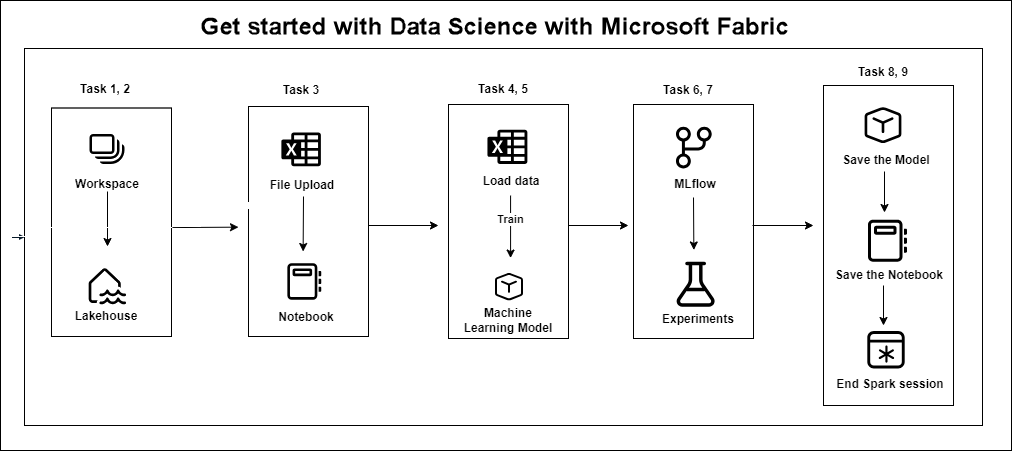 Get started with Data Science with Microsoft Fabric
Task 1, 2
Workspace
Lakehouse
Task 3
File Upload
Notebook
Task 4, 5
Load data
Train
Machine
Learning Model
Task 6, 7
MLflow
Experiments
Task 8, 9
Save the Model
Save the Notebook
End Spark session